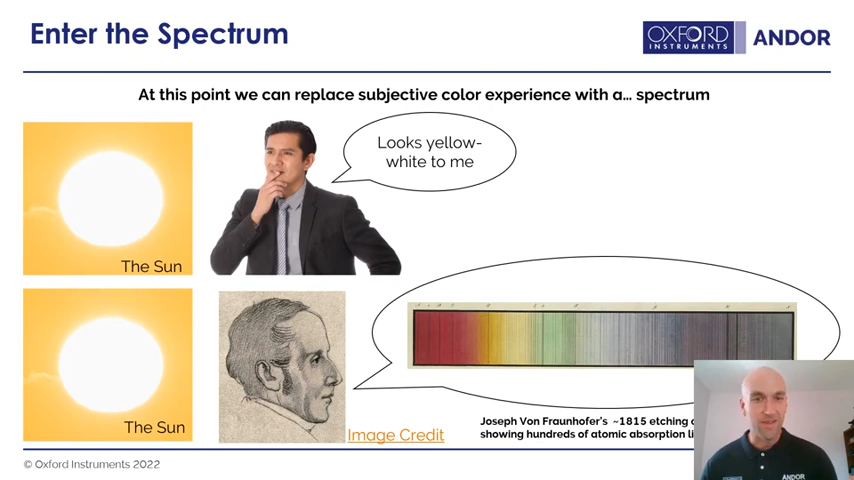 Enter the Spectrum
OXFORD
INSTRUMENTS
ANDOR
At this point we can replace subjective color experience with a… spectrum
Looks yellow-
white to me
The Sun
The Sun
Image Credit
Joseph Von Fraunhofer's ~1815 etching
showing hundreds of atomic absorption
ANDOR
© Oxford Instruments 2022